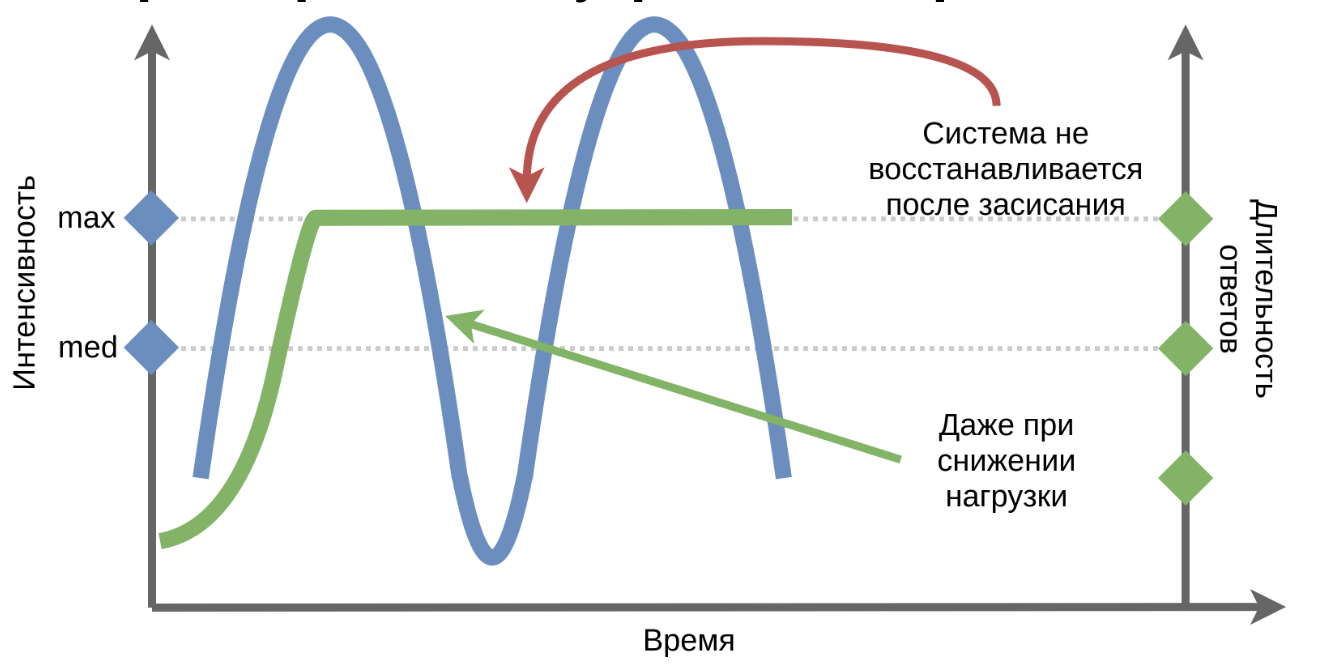 Интенсивность
max
med
Система не
восстанавливается
после засисания
Даже при
снижении
нагрузки
Длительность
ответов
Время